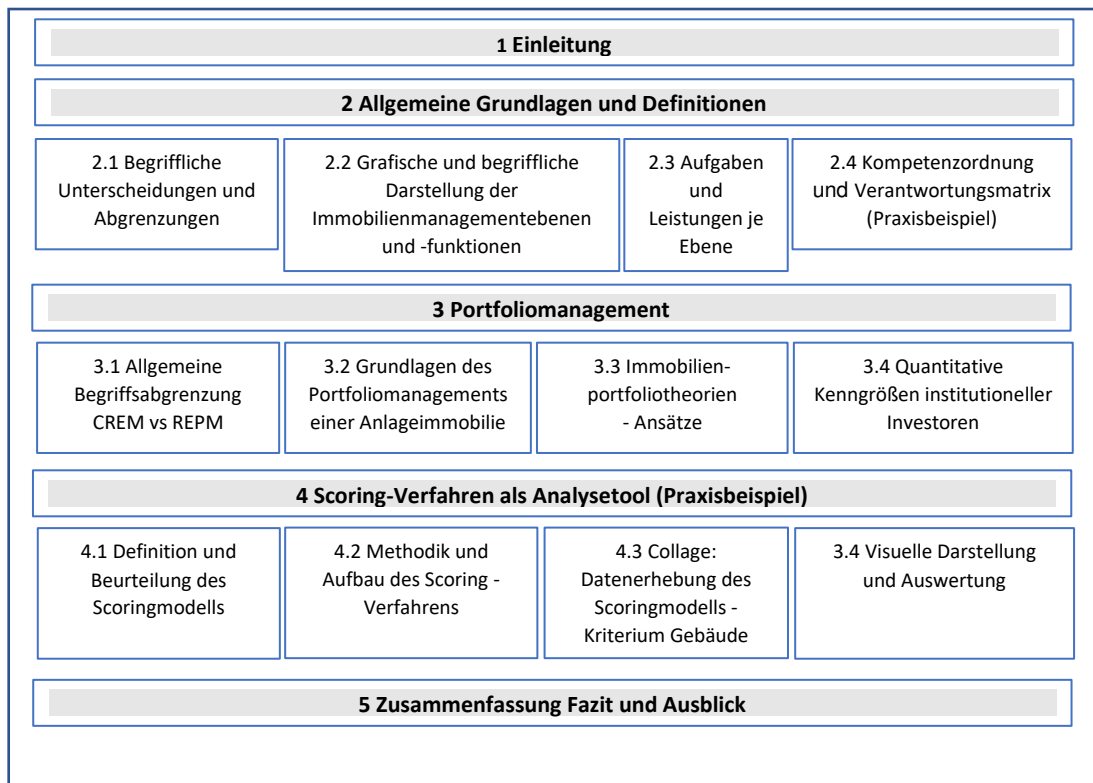 1 Einleitung
2 Allgemeine Grundlagen und Definitionen
2.1 Begriffliche
Unterscheidungen und
Abgrenzungen
2.2 Grafische und begriffliche
Darstellung der
Immobilienmanagementebenen
und -funktionen
2.3 Aufgaben
und
Leistungen je
Ebene
2.4 Kompetenzordnung
und Verantwortungsmatrix
(Praxisbeispiel)
3 Portfoliomanagement
3.1 Allgemeine
Begriffsabgrenzung
CREM vs REPM
3.2 Grundlagen des
Portfoliomanagements
einer Anlageimmobilie
3.3 Immobilien-
portfoliotheorien
- Ansätze
3.4 Quantitative
Kenngrößen institutioneller
Investoren
4 Scoring-Verfahren als Analysetool (Praxisbeispiel)
4.1 Definition und
Beurteilung des
Scoringmodells
4.2 Methodik und
Aufbau des Scoring -
Verfahrens
4.3 Collage:
Datenerhebung des
Scoringmodells -
Kriterium Gebäude
3.4 Visuelle Darstellung
und Auswertung
5 Zusammenfassung Fazit und Ausblick